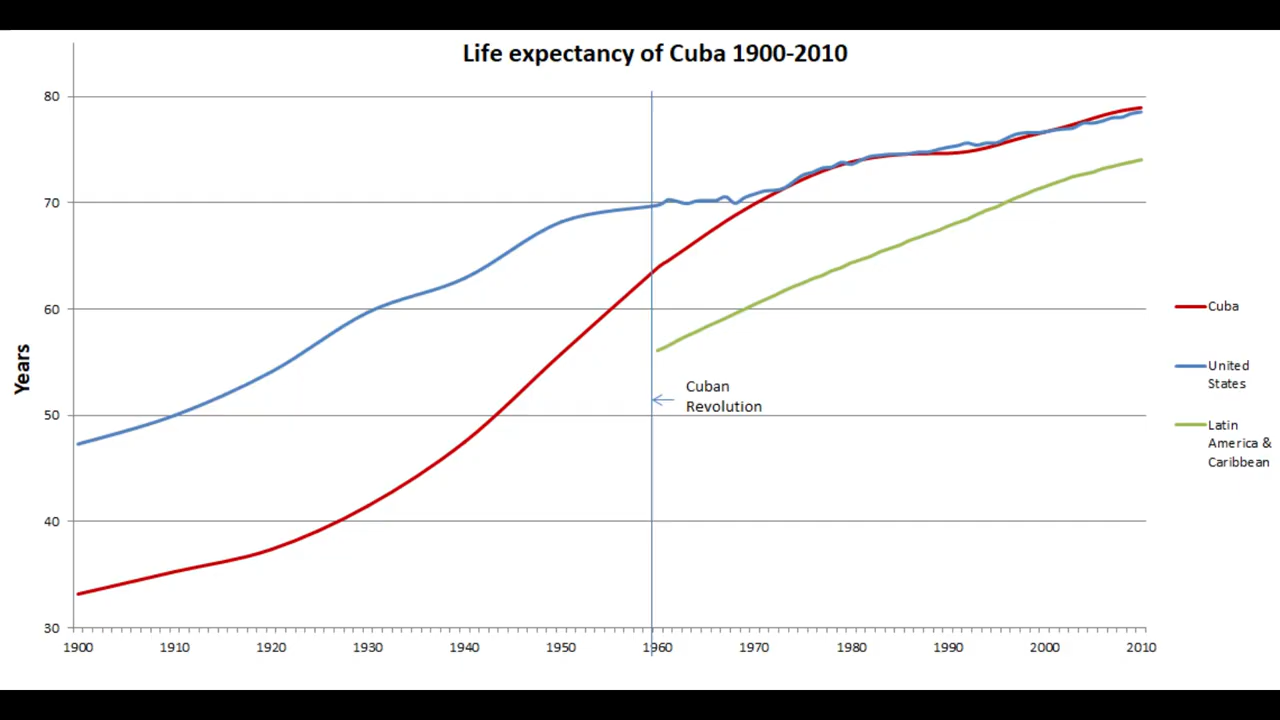 Life expectancy of Cuba 1900-2010
80
70
60
50
40
30
Years
Cuban
Revolution
1900 1910 1920 1930 1940 1950 1960 1970 1980 1990 2000 2010
Cuba
United
States
Latin
America &
Caribbean